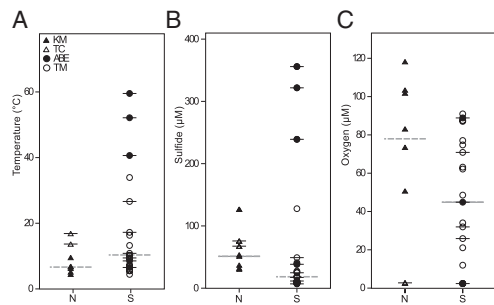 A
B
C
KM
TC
ABE
TM
Temperature (°C)
60
40
20
0
N
S
Sulfide (µM)
400
300
200
100
0
N
S
Oxygen (µM)
120
100
80
60
40
20
0
N
S